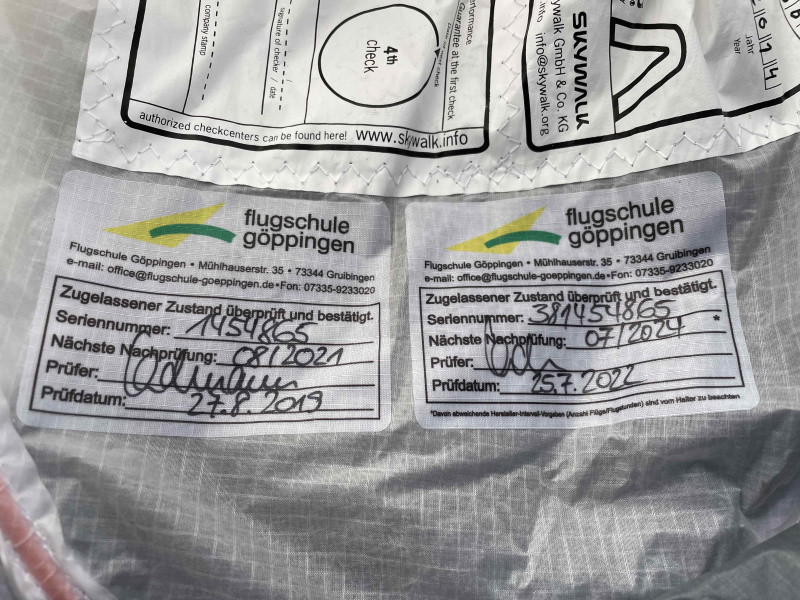 company stamp
signature of checker / date
4th
check
Guarantee at the first check
authorized checkcenters can be found here! www.skywalk.info
SKYWALK
skywalk GmbH & Co. KG
info@skywalk.org
Jahr
Year
flugschule
göppingen
Flugschule Göppingen • Mühlhauserstr. 35 • 73344 Gruibingen
e-mail: office@flugschule-goeppingen.de•Fon: 07335-9233020
Zugelassener Zustand überprüft und bestätigt.
Seriennummer: 1454865
Nächste Nachprüfung: 08/2021
Prüfer:
Prüfdatum: 27.8.2019
flugschule
göppingen
Flugschule Göppingen • Mühlhauserstr. 35 • 73344 Gruibingen
e-mail: office@flugschule-goeppingen.de•Fon: 07335-9233020
Zugelassener Zustand überprüft und bestätigt.
Seriennummer: 381454865
Nächste Nachprüfung: 07/2024 *
Prüfer:
Prüfdatum: 25.7.2022
*Davon abweichende Hersteller-Interval-Vorgaben (Anzahl Flüge/Flugstunden) sind vom Halter zu beachten